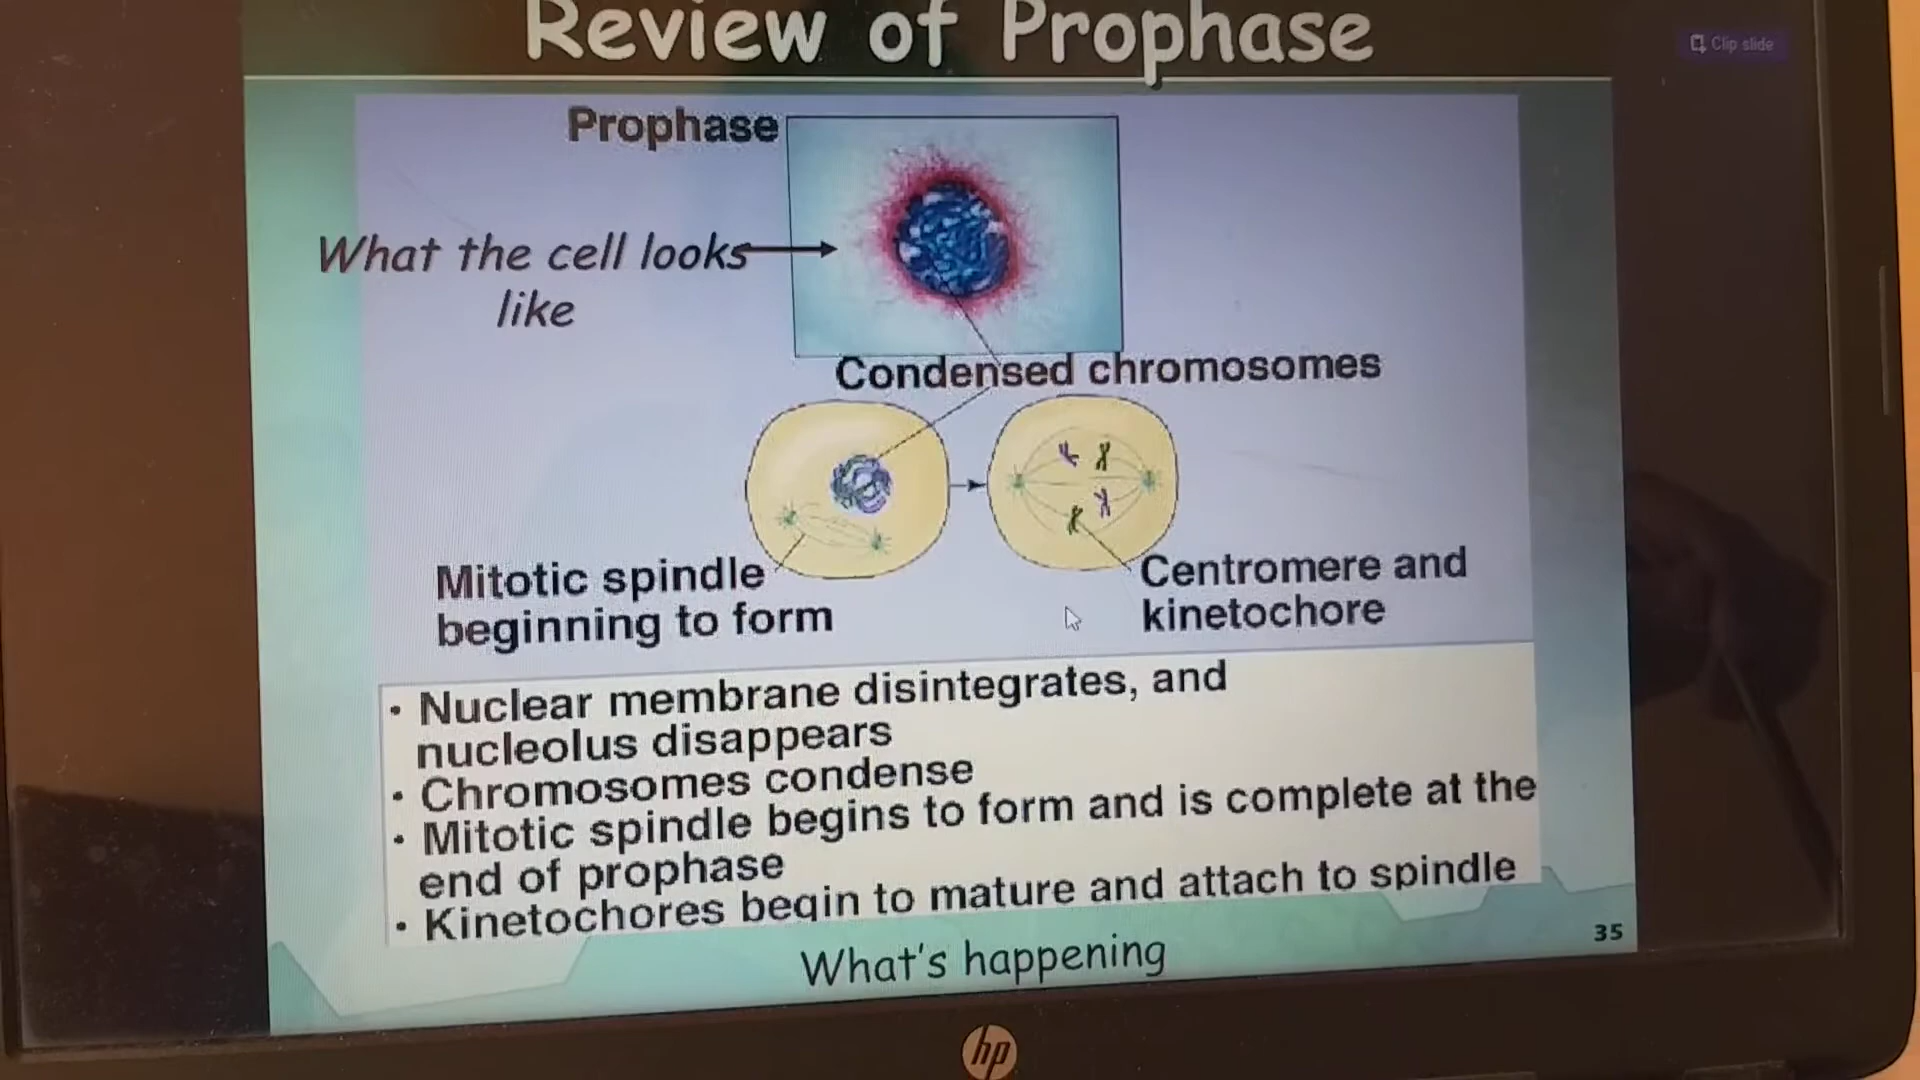 Review of Prophase
Clip slide
Prophase
What the cell looks
like
Condensed chromosomes
Mitotic spindle
beginning to form
Centromere and
kinetochore
• Nuclear membrane disintegrates, and
nucleolus disappears
• Chromosomes condense
• Mitotic spindle begins to form and is complete at the
end of prophase
• Kinetochores begin to mature and attach to spindle
What's happening
35
hp